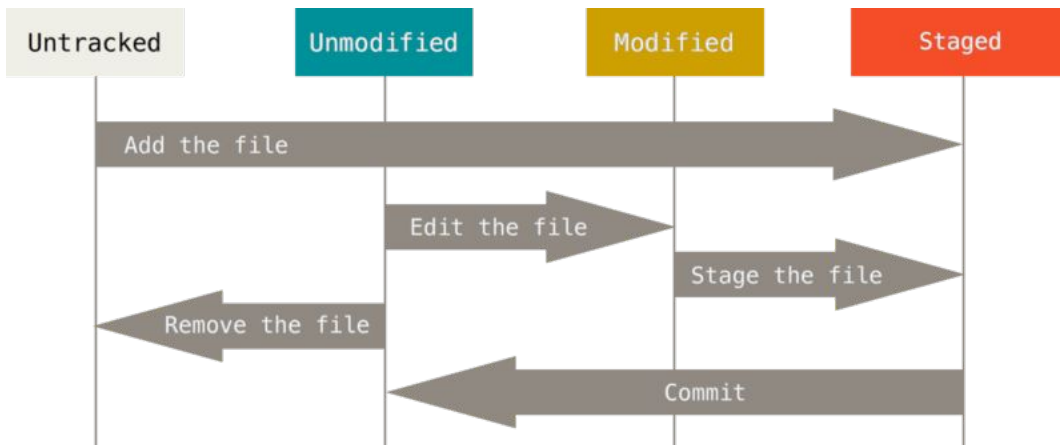 Untracked
Unmodified
Modified
Staged
Add the file
Edit the file
Stage the file
Remove the file
Commit